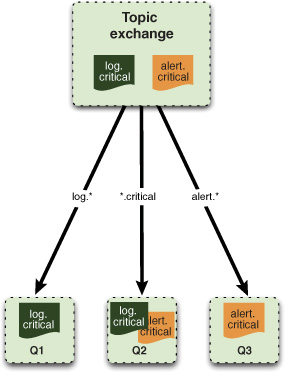 Topic
exchange
log.
critical
alert.
critical
log.*
*.critical
alert.*
log.
critical
Q1
log.
critical
alert.
critical
Q2
alert.
critical
Q3